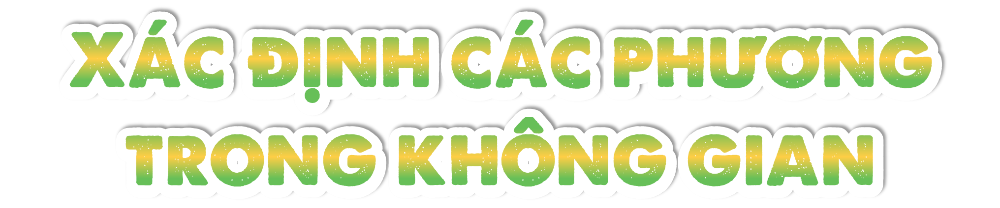 XÁC ĐỊNH CÁC PHƯƠNG
TRONG KHÔNG GIAN